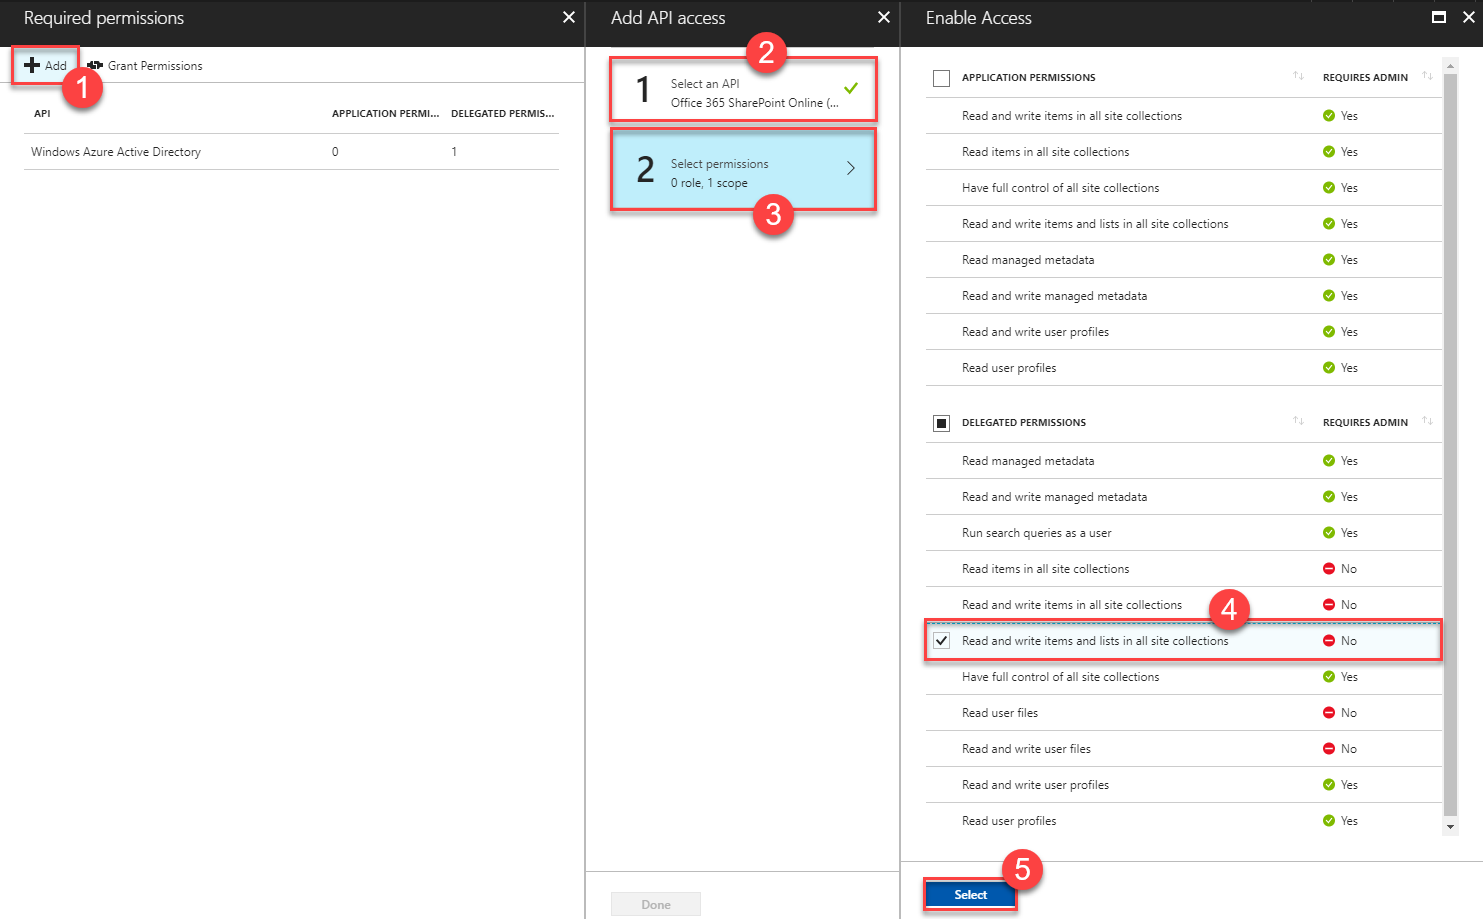 Required permissions
Add
Grant Permissions
1
API
APPLICATION PERMI...
DELEGATED PERMIS...
Windows Azure Active Directory
0
1
Add API access
2
1
Select an API
Office 365 SharePoint Online (...
2
Select permissions
0 role, 1 scope
3
Done
Enable Access
APPLICATION PERMISSIONS
REQUIRES ADMIN
Read and write items in all site collections
Yes
Read items in all site collections
Yes
Have full control of all site collections
Yes
Read and write items and lists in all site collections
Yes
Read managed metadata
Yes
Read and write managed metadata
Yes
Read and write user profiles
Yes
Read user profiles
Yes
DELEGATED PERMISSIONS
REQUIRES ADMIN
Read managed metadata
Yes
Read and write managed metadata
Yes
Run search queries as a user
Yes
Read items in all site collections
No
Read and write items in all site collections
No
4
Read and write items and lists in all site collections
No
Have full control of all site collections
Yes
Read user files
No
Read and write user files
No
Read and write user profiles
Yes
Read user profiles
Yes
5
Select